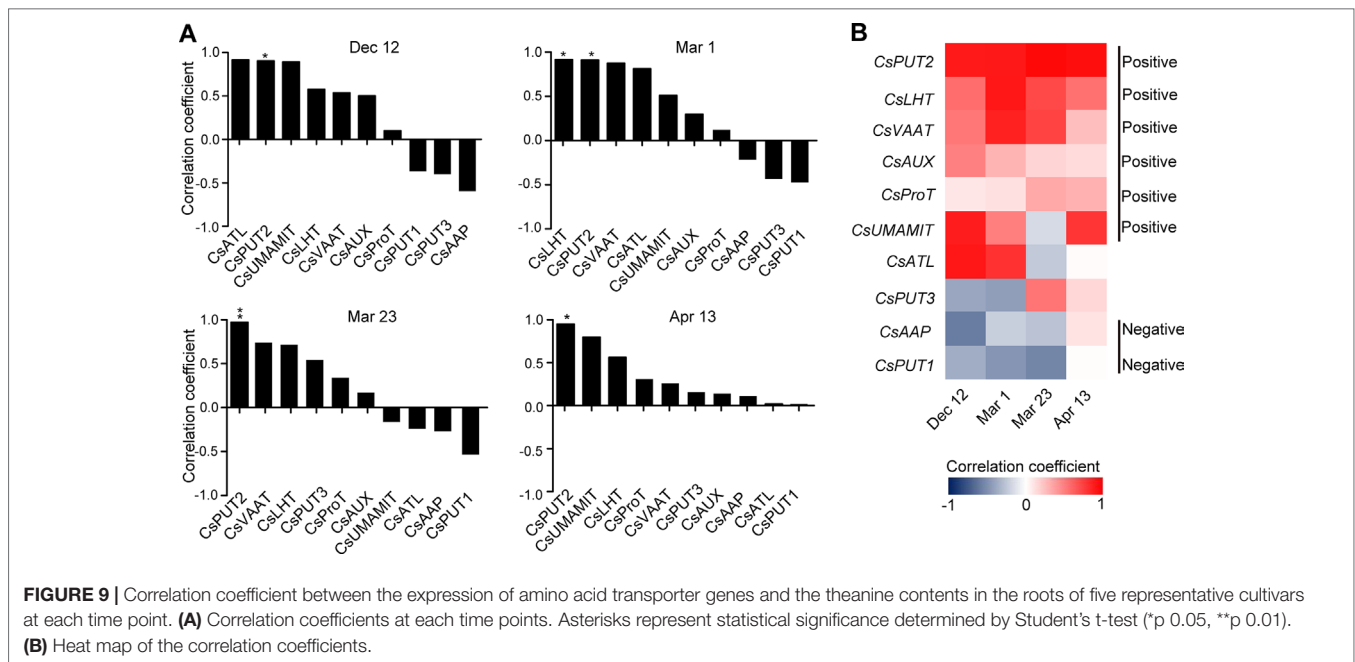 A
Dec 12
Correlation coefficient
1.0
0.5
0.0
-0.5
-1.0
CsATL
CsPUT2
CsUMAMIT
CsLHT
CsVAAT
CsAUX
CsProT
CsPUT1
CsPUT3
CsAAP
*
Mar 1
1.0
0.5
0.0
-0.5
-1.0
CsLHT
CsPUT2
CsVAAT
CsATL
CsUMAMIT
CsAUX
CsProT
CsAAP
CsPUT3
CsPUT1
*
*
Mar 23
Correlation coefficient
1.0
0.5
0.0
-0.5
-1.0
CsPUT2
CsVAAT
CsLHT
CsPUT3
CsProT
CsAUX
CsUMAMIT
CsATL
CsAAP
CsPUT1
**
Apr 13
1.0
0.5
0.0
-0.5
-1.0
CsPUT2
CsUMAMIT
CsLHT
CsProT
CsVAAT
CsPUT3
CsAUX
CsAAP
CsATL
CsPUT1
*
B
CsPUT2 Positive
CsLHT Positive
CsVAAT Positive
CsAUX Positive
CsProT Positive
CsUMAMIT Positive
CsATL
CsPUT3
CsAAP Negative
CsPUT1 Negative
Dec 12 Mar 1 Mar 23 Apr 13
Correlation coefficient
-1 0 1
FIGURE 9 | Correlation coefficient between the expression of amino acid transporter genes and the theanine contents in the roots of five representative cultivars
at each time point. (A) Correlation coefficients at each time points. Asterisks represent statistical significance determined by Student's t-test (*p 0.05, **p 0.01).
(B) Heat map of the correlation coefficients.